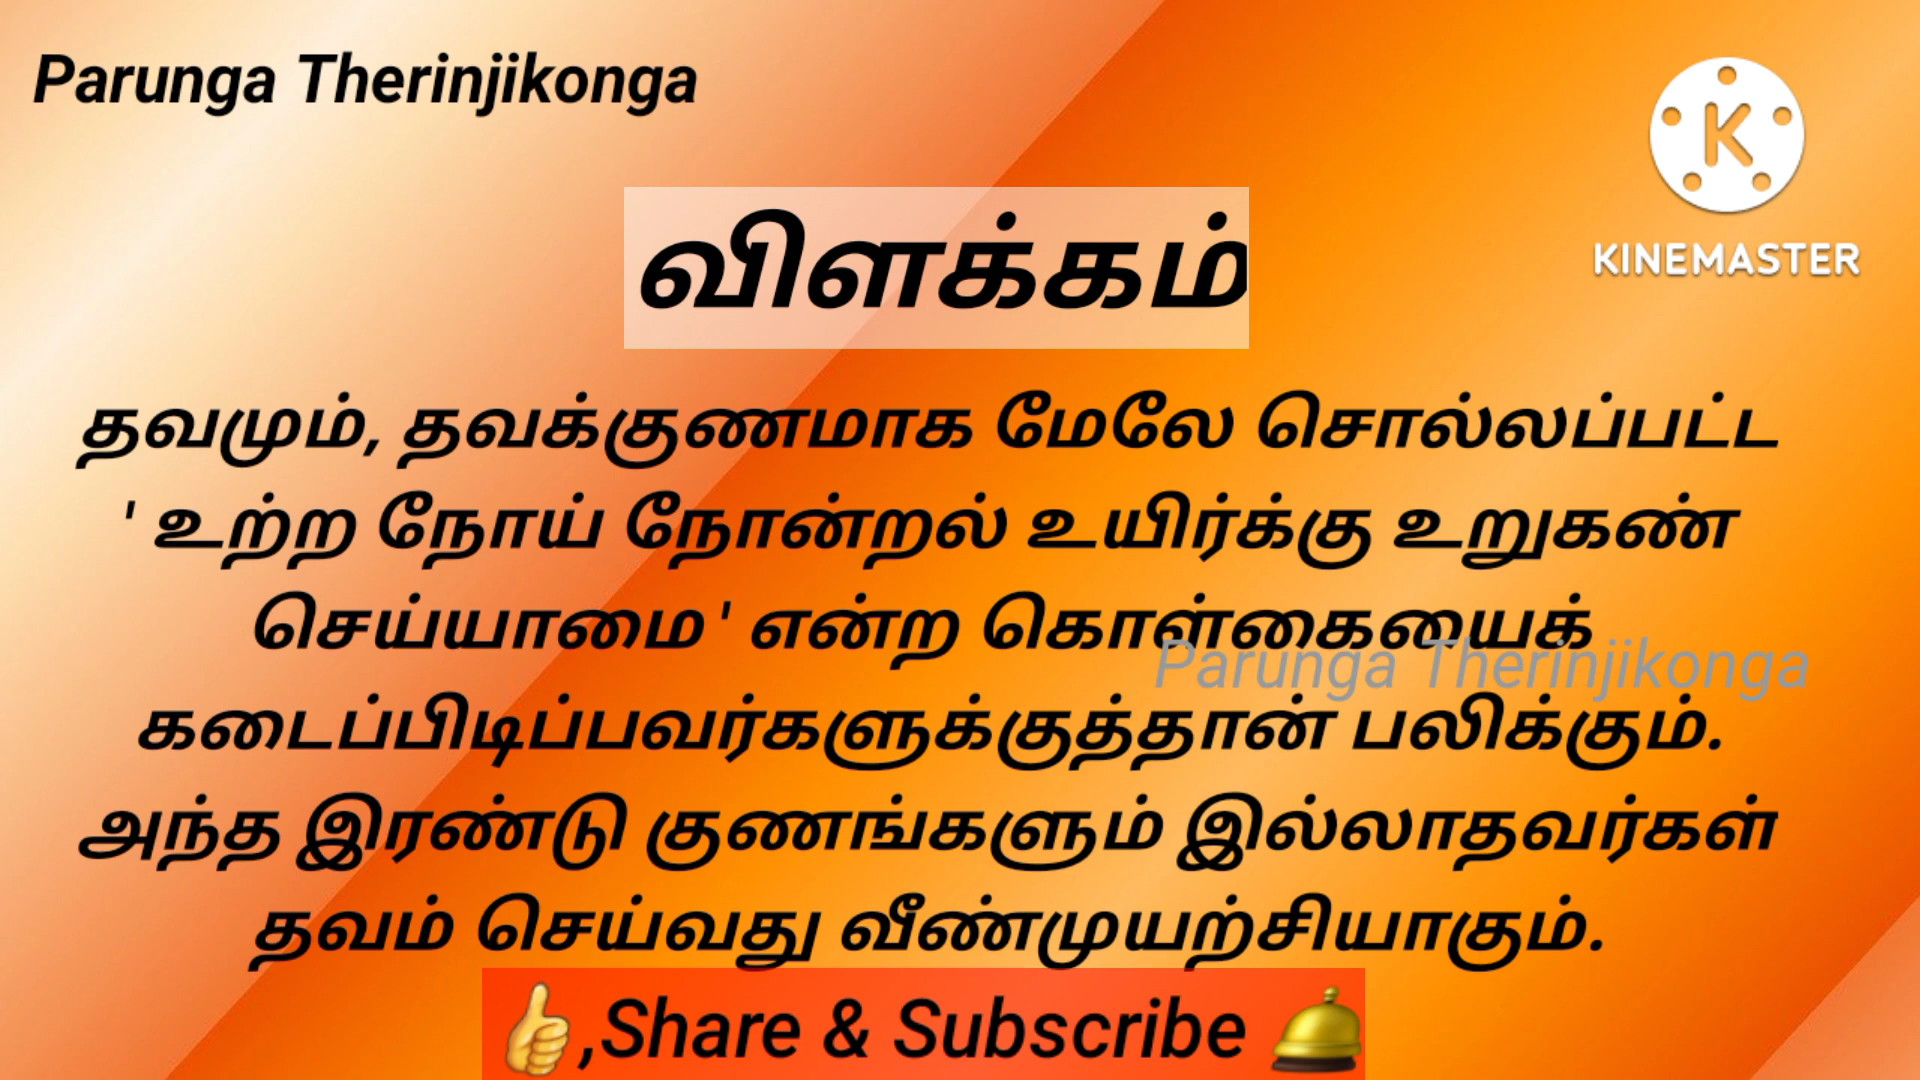 Parunga Therinjikonga
KINEMASTER
விளக்கம்
தவமும், தவக்குணமாக மேலே சொல்லப்பட்ட
' உற்ற நோய் நோன்றல் உயிர்க்கு உறுகண்
செய்யாமை ' என்ற கொள்கையைக்
Parunga Therinjikonga
கடைப்பிடிப்பவர்களுக்குத்தான் பலிக்கும்.
அந்த இரண்டு குணங்களும் இல்லாதவர்கள்
தவம் செய்வது வீண்முயற்சியாகும்.
👍,Share & Subscribe 🛎